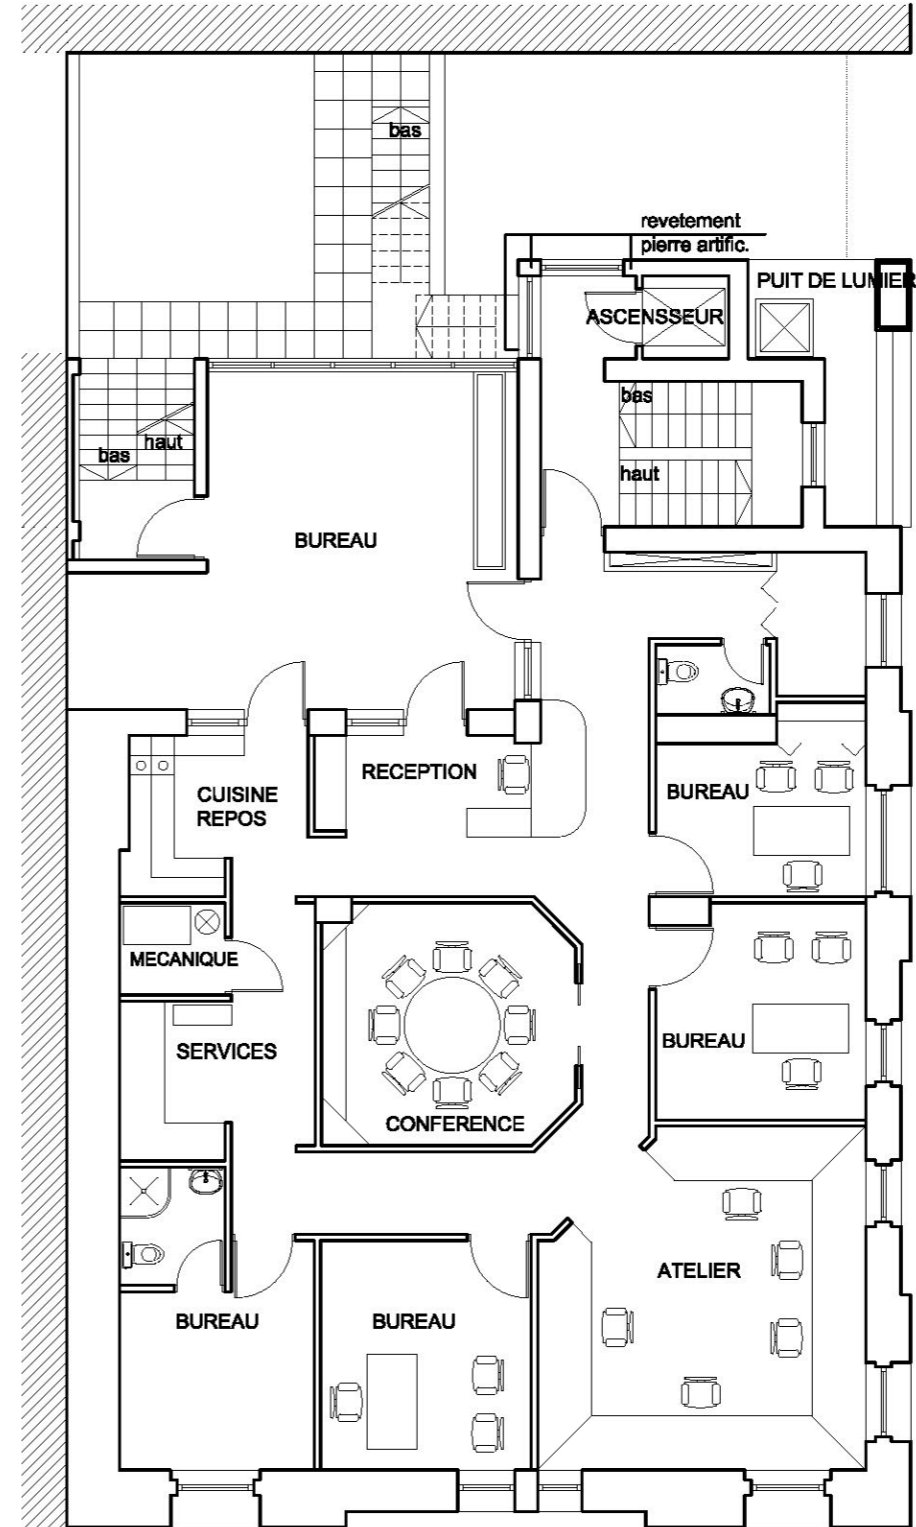 bas
revetement
pierre artific.
PUIT DE LUMIER
ASCENSSEUR
bas
haut
bas
haut
BUREAU
RECEPTION
CUISINE
REPOS
BUREAU
MECANIQUE
BUREAU
SERVICES
CONFERENCE
ATELIER
BUREAU
BUREAU